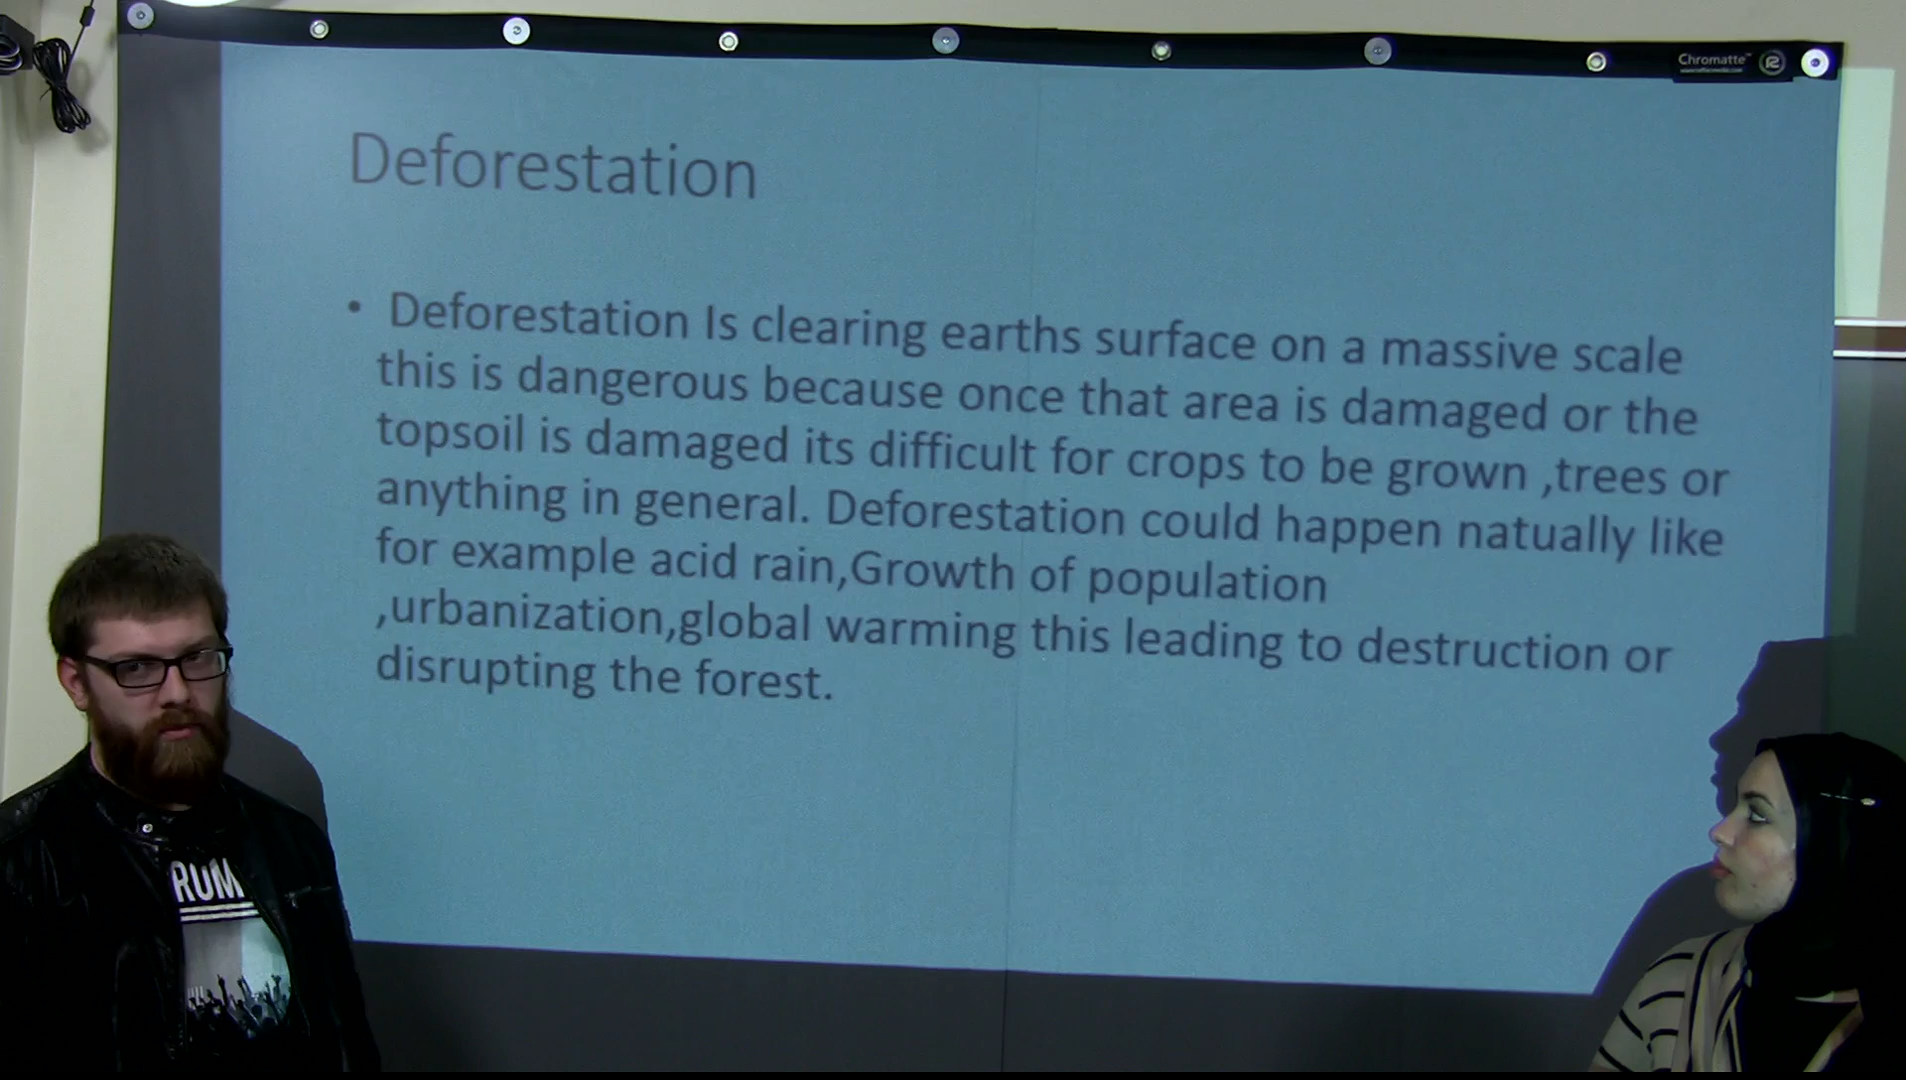 Chromatte™
Deforestation
• Deforestation Is clearing earths surface on a massive scale
this is dangerous because once that area is damaged or the
topsoil is damaged its difficult for crops to be grown ,trees or
anything in general. Deforestation could happen natually like
for example acid rain,Growth of population
,urbanization,global warming this leading to destruction or
disrupting the forest.
RUM